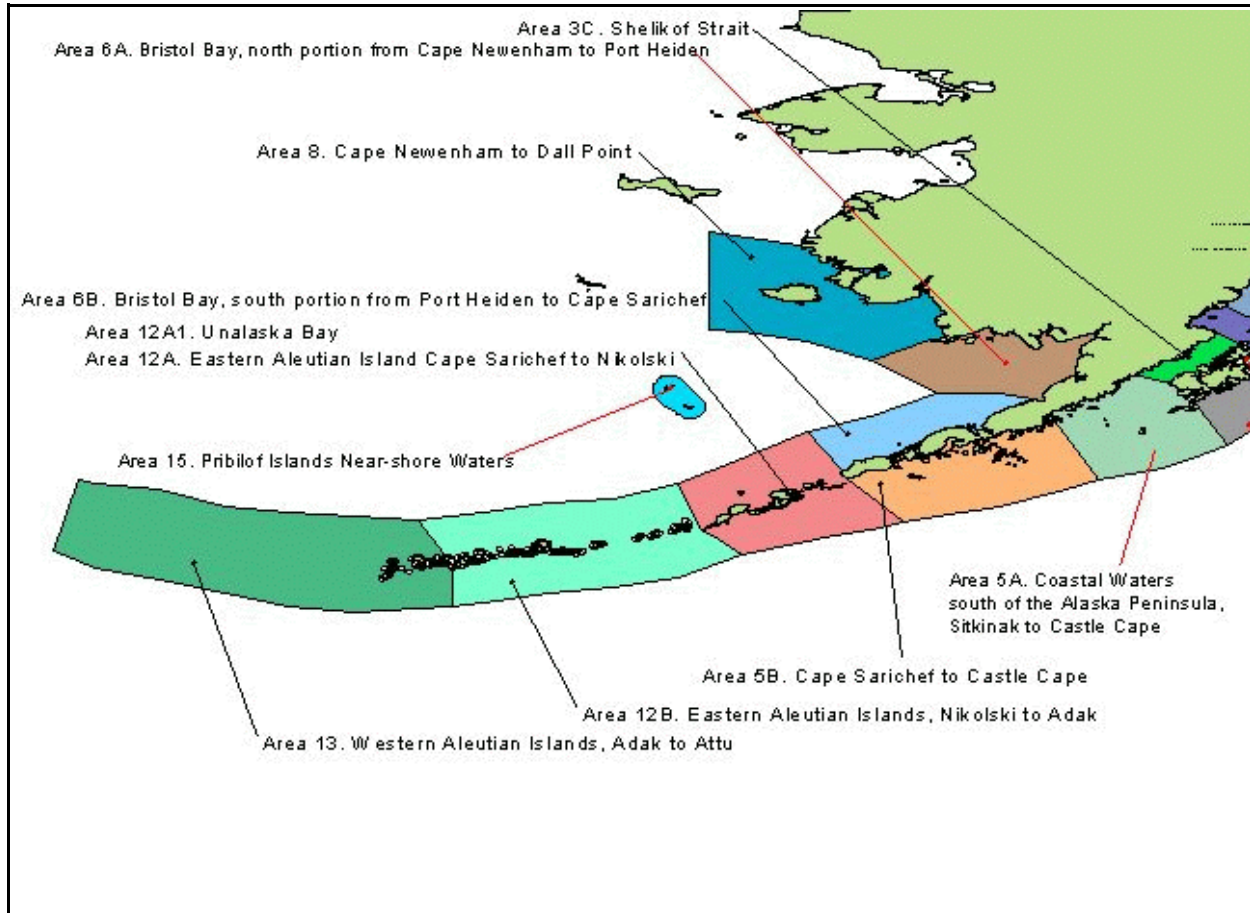 Area 3C. Shelikof Strait
Area 6A. Bristol Bay, north portion from Cape Newenham to Port Heiden
Area 8. Cape Newenham to Dall Point
Area 6B. Bristol Bay, south portion from Port Heiden to Cape Sarichef
Area 12A1. Unalaska Bay
Area 12A. Eastern Aleutian Island Cape Sarichef to Nikolski
Area 15. Pribilof Islands Near-shore Waters
Area 5A. Coastal Waters
south of the Alaska Peninsula,
Sitkinak to Castle Cape
Area 5B. Cape Sarichef to Castle Cape
Area 12B. Eastern Aleutian Islands, Nikolski to Adak
Area 13. Western Aleutian Islands, Adak to Attu